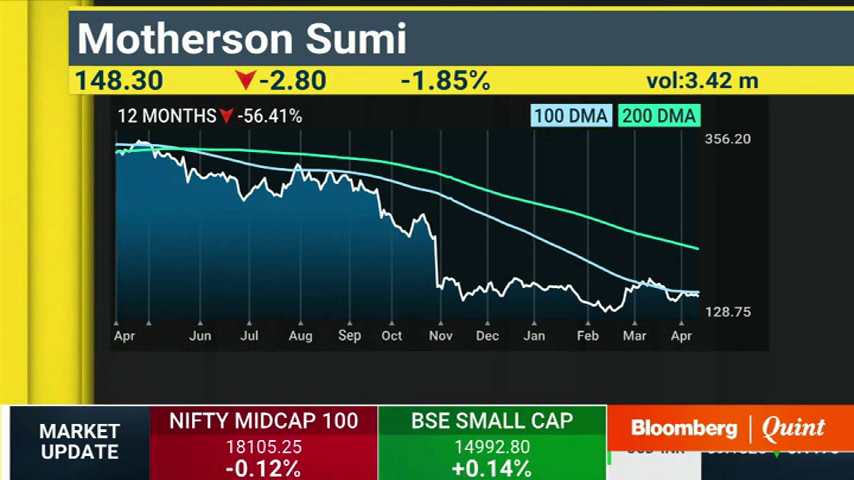 Motherson Sumi
148.30 -2.80 -1.85% vol:3.42 m
12 MONTHS -56.41% 100 DMA 200 DMA
356.20
128.75
Apr Jun Jul Aug Sep Oct Nov Dec Jan Feb Mar Apr
MARKET UPDATE
NIFTY MIDCAP 100
18105.25
-0.12%
BSE SMALL CAP
14992.80
+0.14%
Bloomberg | Quint